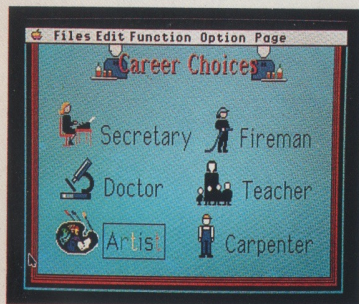 Files Edit Function Option Page
Career Choices
Secretary Fireman
Doctor Teacher
Artist Carpenter